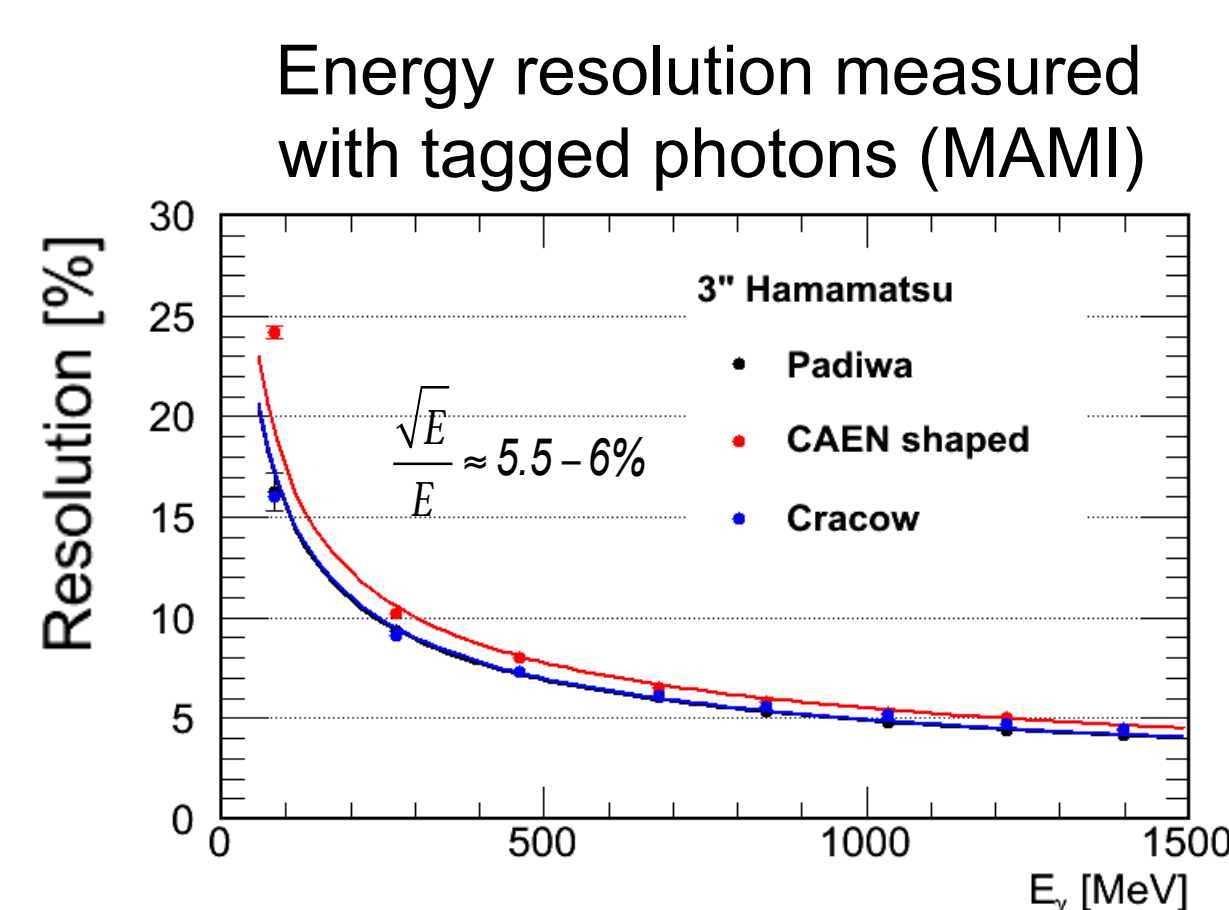 Energy resolution measured
with tagged photons (MAMI)
Resolution [%]
30
25
20
15
10
5
0
√E/E ≈ 5.5 – 6%
3" Hamamatsu
Padiwa
CAEN shaped
Cracow
0 500 1000 1500
Eγ [MeV]